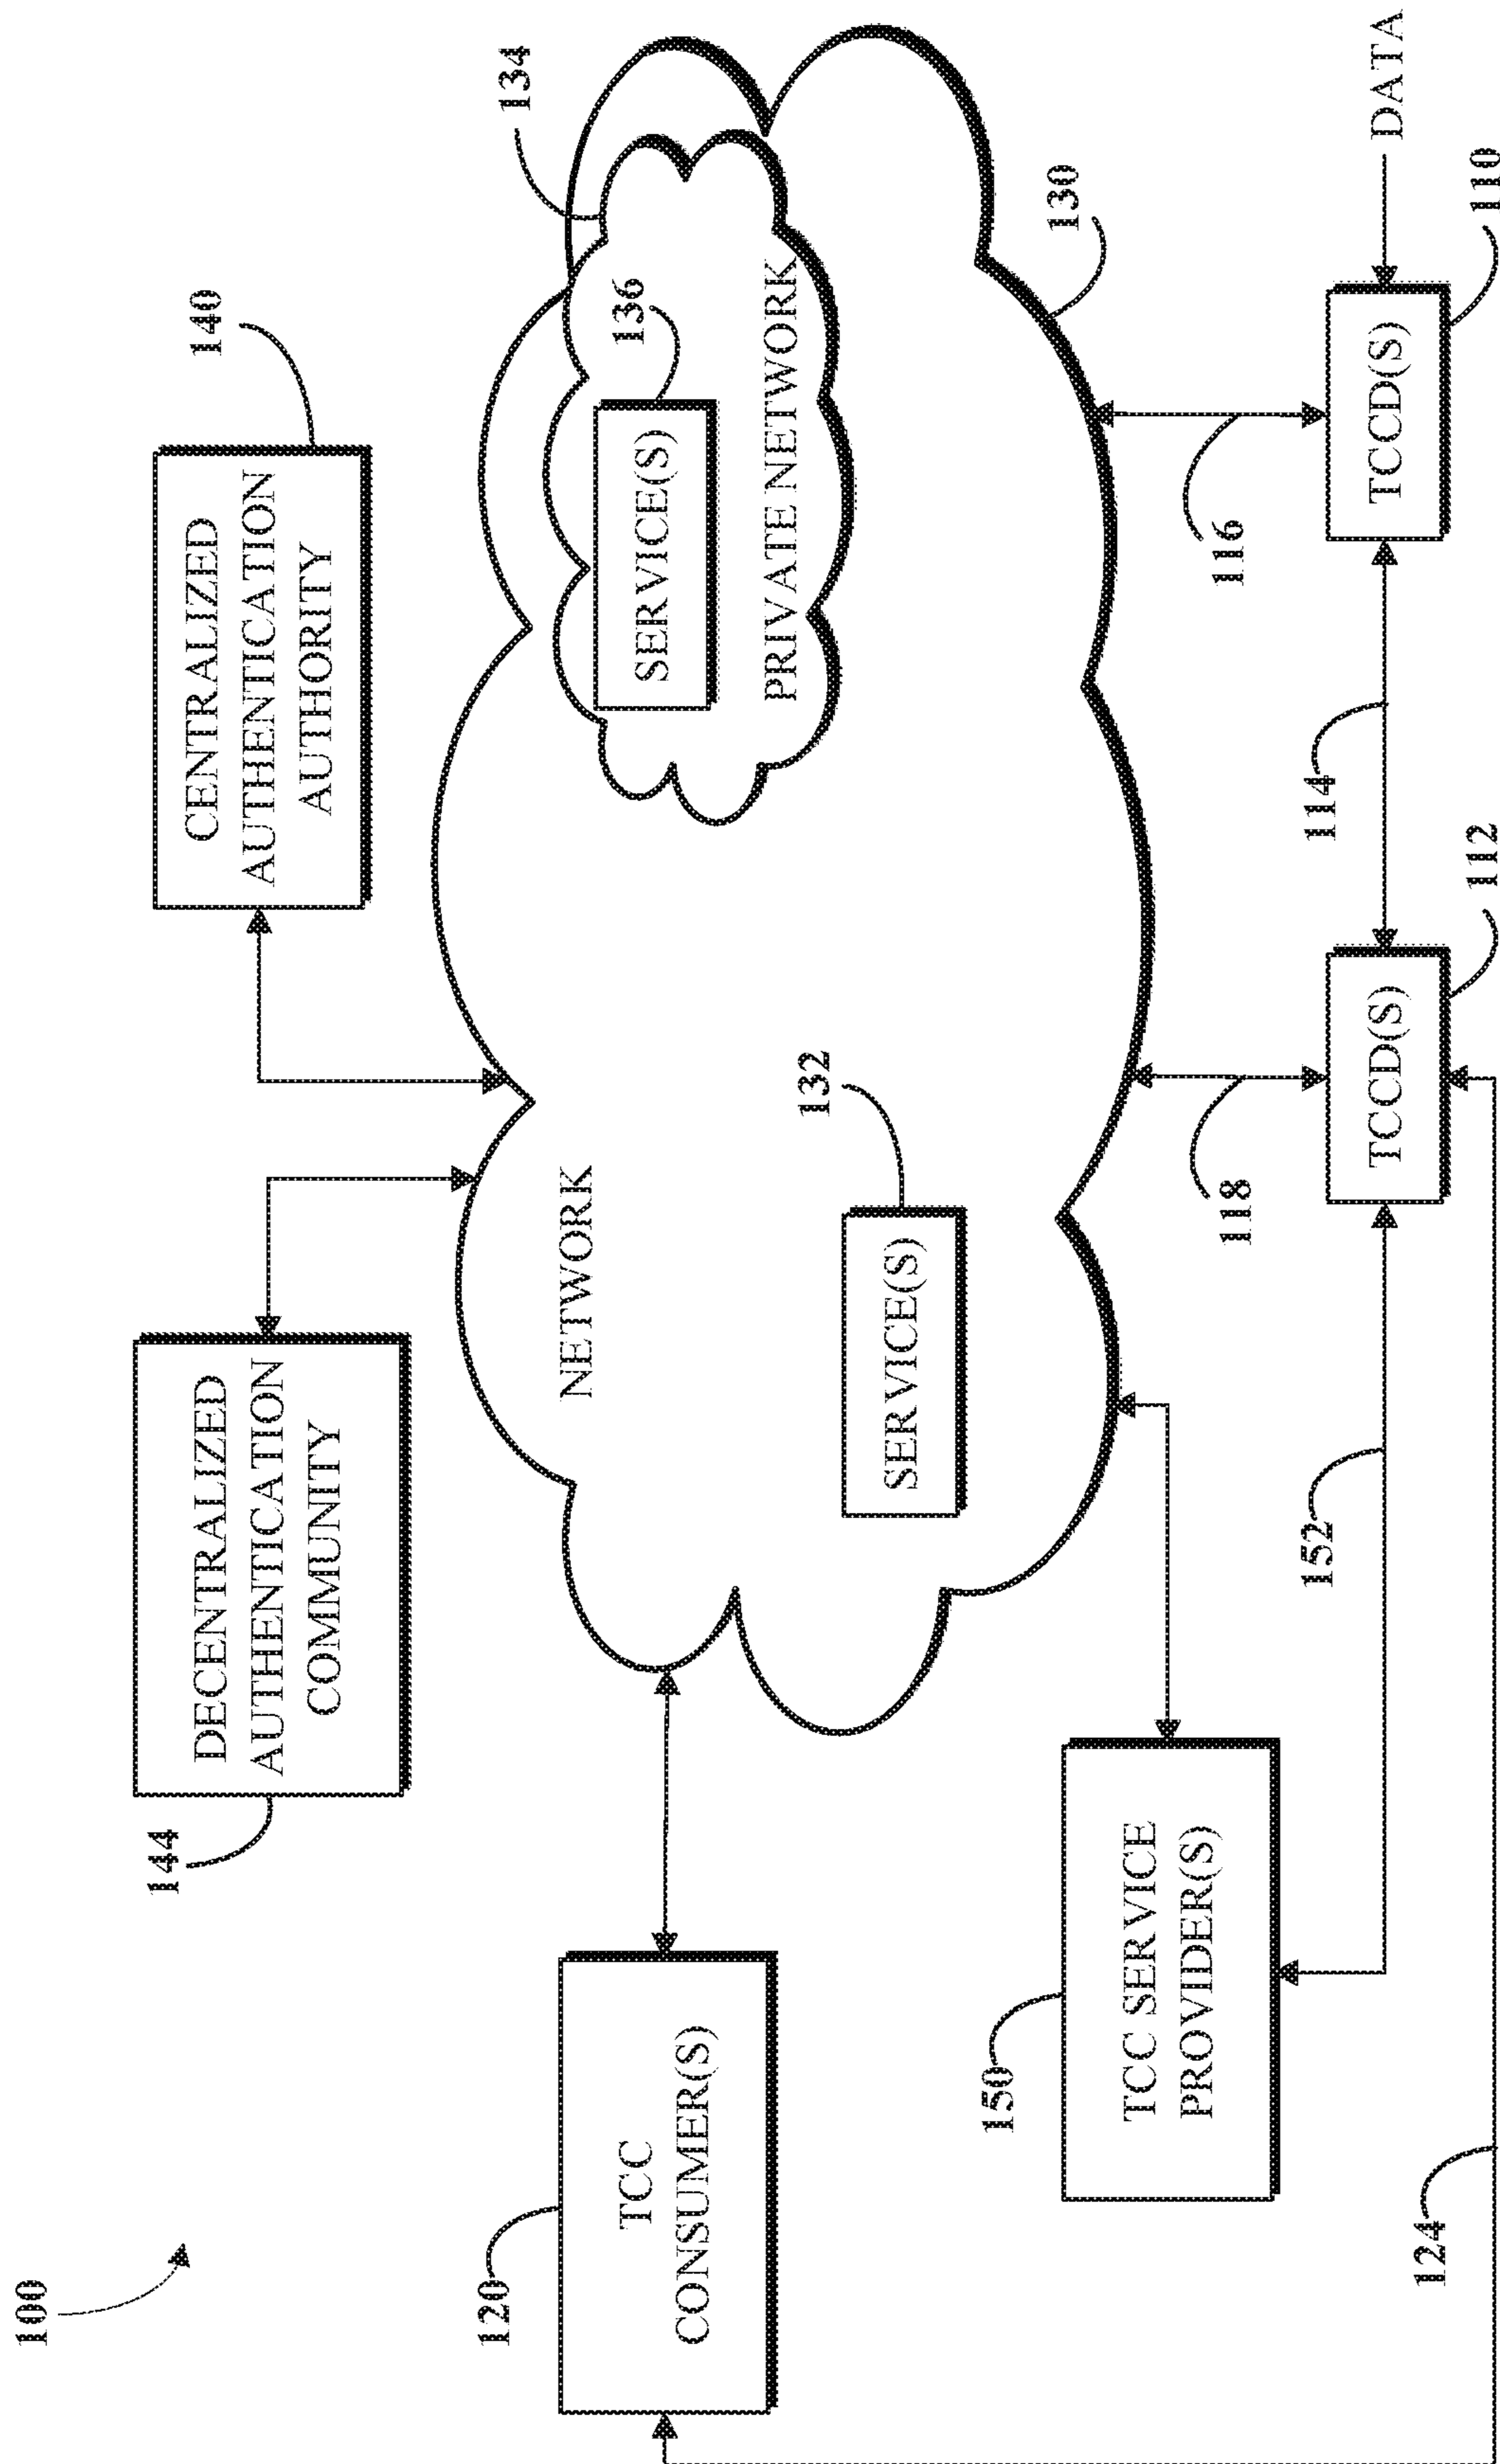 100
144
DECENTRALIZED
AUTHENTICATION
COMMUNITY
140
CENTRALIZED
AUTHENTICATION
AUTHORITY
120
TCC
CONSUMER(S)
NETWORK
134
136
SERVICE(S)
PRIVATE NETWORK
132
SERVICE(S)
150
TCC SERVICE
PROVIDER(S)
130
118
116
152
114
TCCD(S)
TCCD(S)
DATA
124
112
110